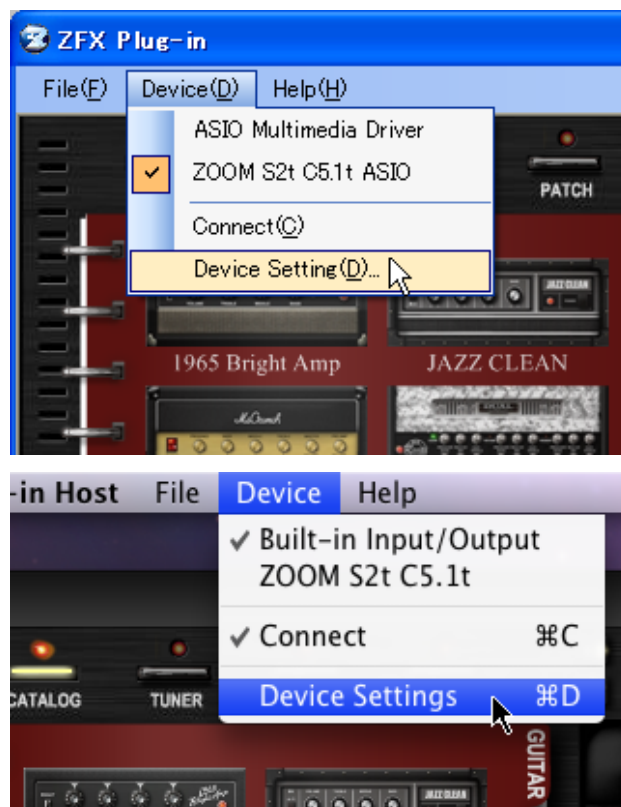 ZFX Plug-in
File(F) Device(D) Help(H)
ASIO Multimedia Driver
ZOOM S2t C5.1t ASIO
Connect(C)
Device Setting(D)...
PATCH
JAZZ CLEAN
1965 Bright Amp
JAZZ CLEAN
-in Host File Device Help
✓ Built-in Input/Output
ZOOM S2t C5.1t
✓ Connect ⌘C
Device Settings ⌘D
CATALOG
TUNER
GUITAR
JAZZ CLEAN